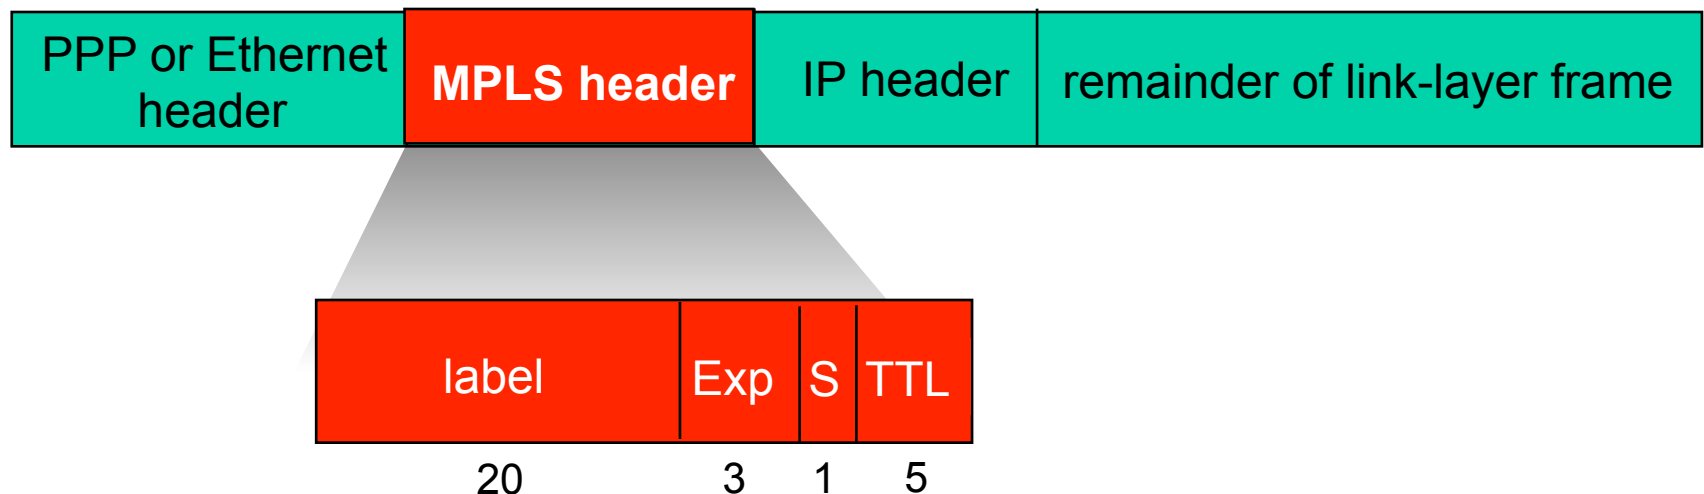 PPP or Ethernet
header
MPLS header
IP header
remainder of link-layer frame
label
Exp
S
TTL
20
3
1
5